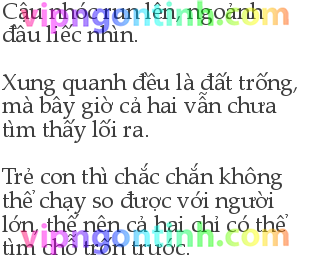 Cậu nhóc run lên, ngoảnh
đầu liếc nhìn.
Xung quanh đều là đất trống,
mà bây giờ cả hai vẫn chưa
tìm thấy lối ra.
Trẻ con thì chắc chắn không
thể chạy so được với người
lớn, thế nên cả hai chỉ có thể
tìm chỗ trốn trước.
vipngontinh.com
vipngontinh.com